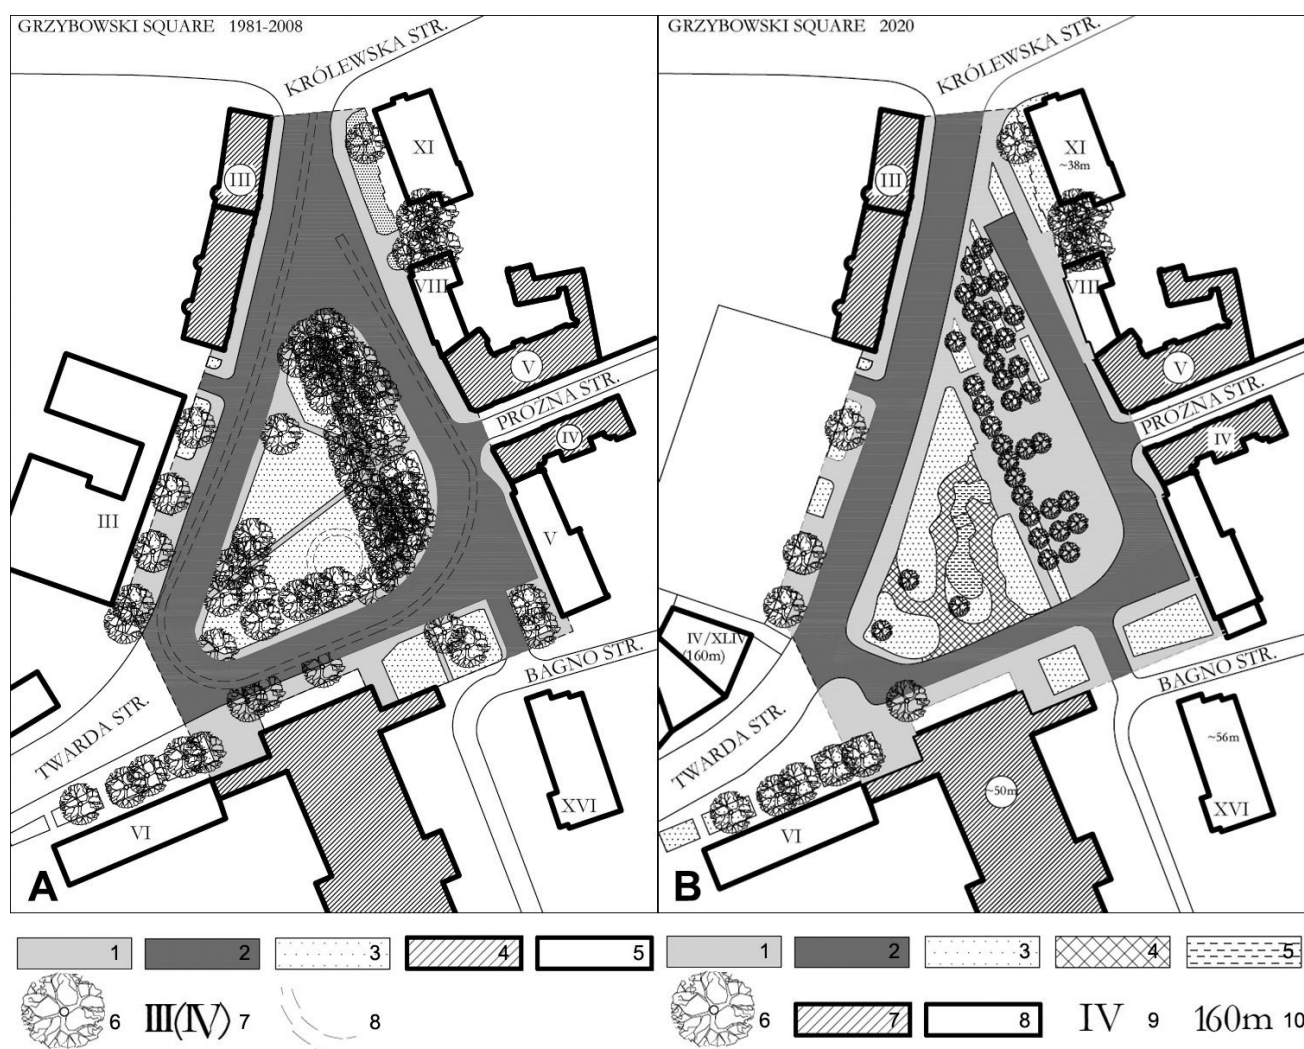 GRZYBOWSKI SQUARE 1981-2008
KRÓLEWSKA STR.
XI
III
VIII
V
PROŻNA STR.
IV
III
V
BAGNO STR.
TWARDA STR.
VI
XVI
A
GRZYBOWSKI SQUARE 2020
KRÓLEWSKA STR.
XI
~38m
III
VIII
V
PROŻNA STR.
IV
IV/XLIV
(160m)
BAGNO STR.
TWARDA STR.
~56m
~50m
VI
XVI
B
1 2 3 4 5
6 III(IV) 7 8
1 2 3 4 5
6 7 8 IV 9 160m 10